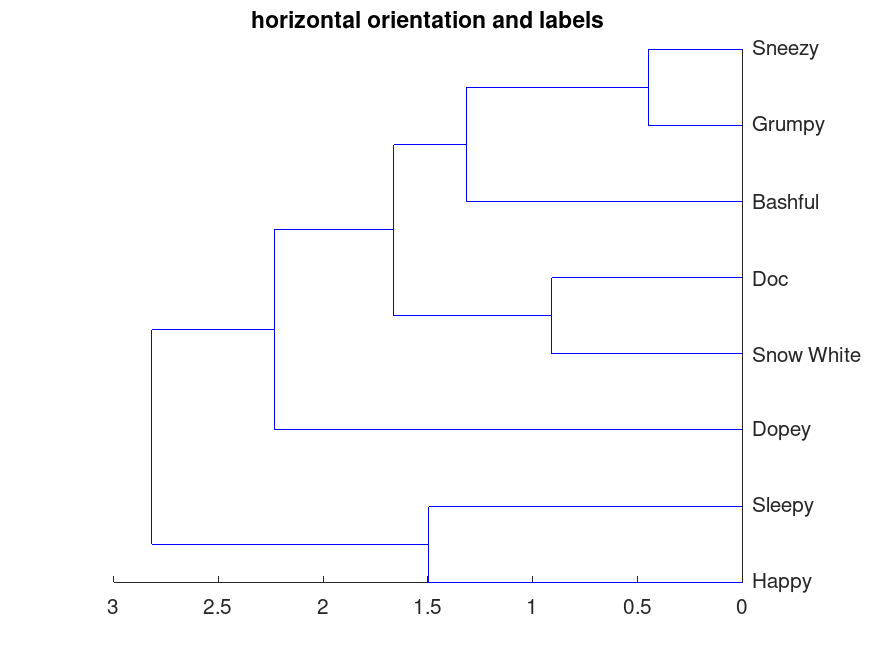 horizontal orientation and labels
Sneezy
Grumpy
Bashful
Doc
Snow White
Dopey
Sleepy
Happy
3 2.5 2 1.5 1 0.5 0